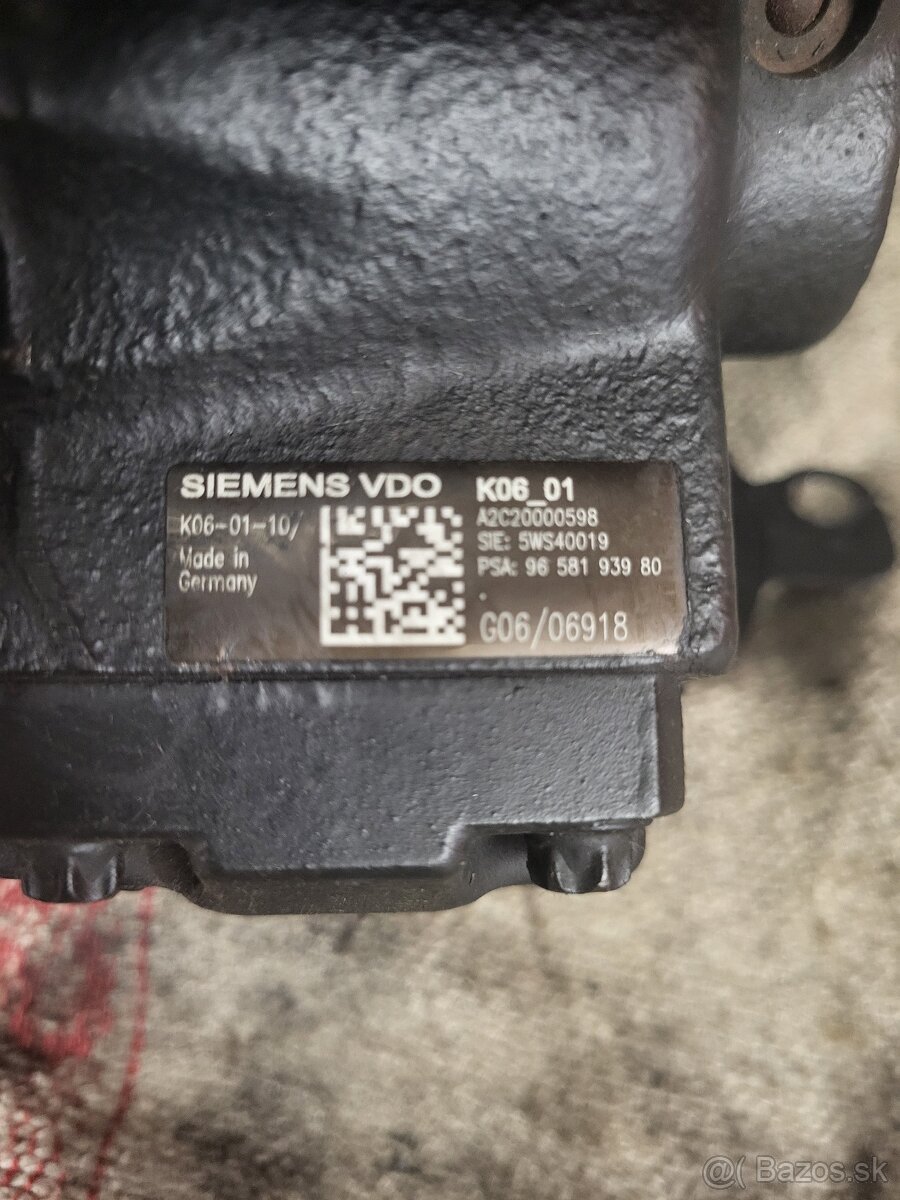 SIEMENS VDO
K06-01-10/
Made in
Germany
K06_01
A2C20000598
SIE: 5WS40019
PSA: 96 581 939 80
.
G06/06918
@( Bazos.sk